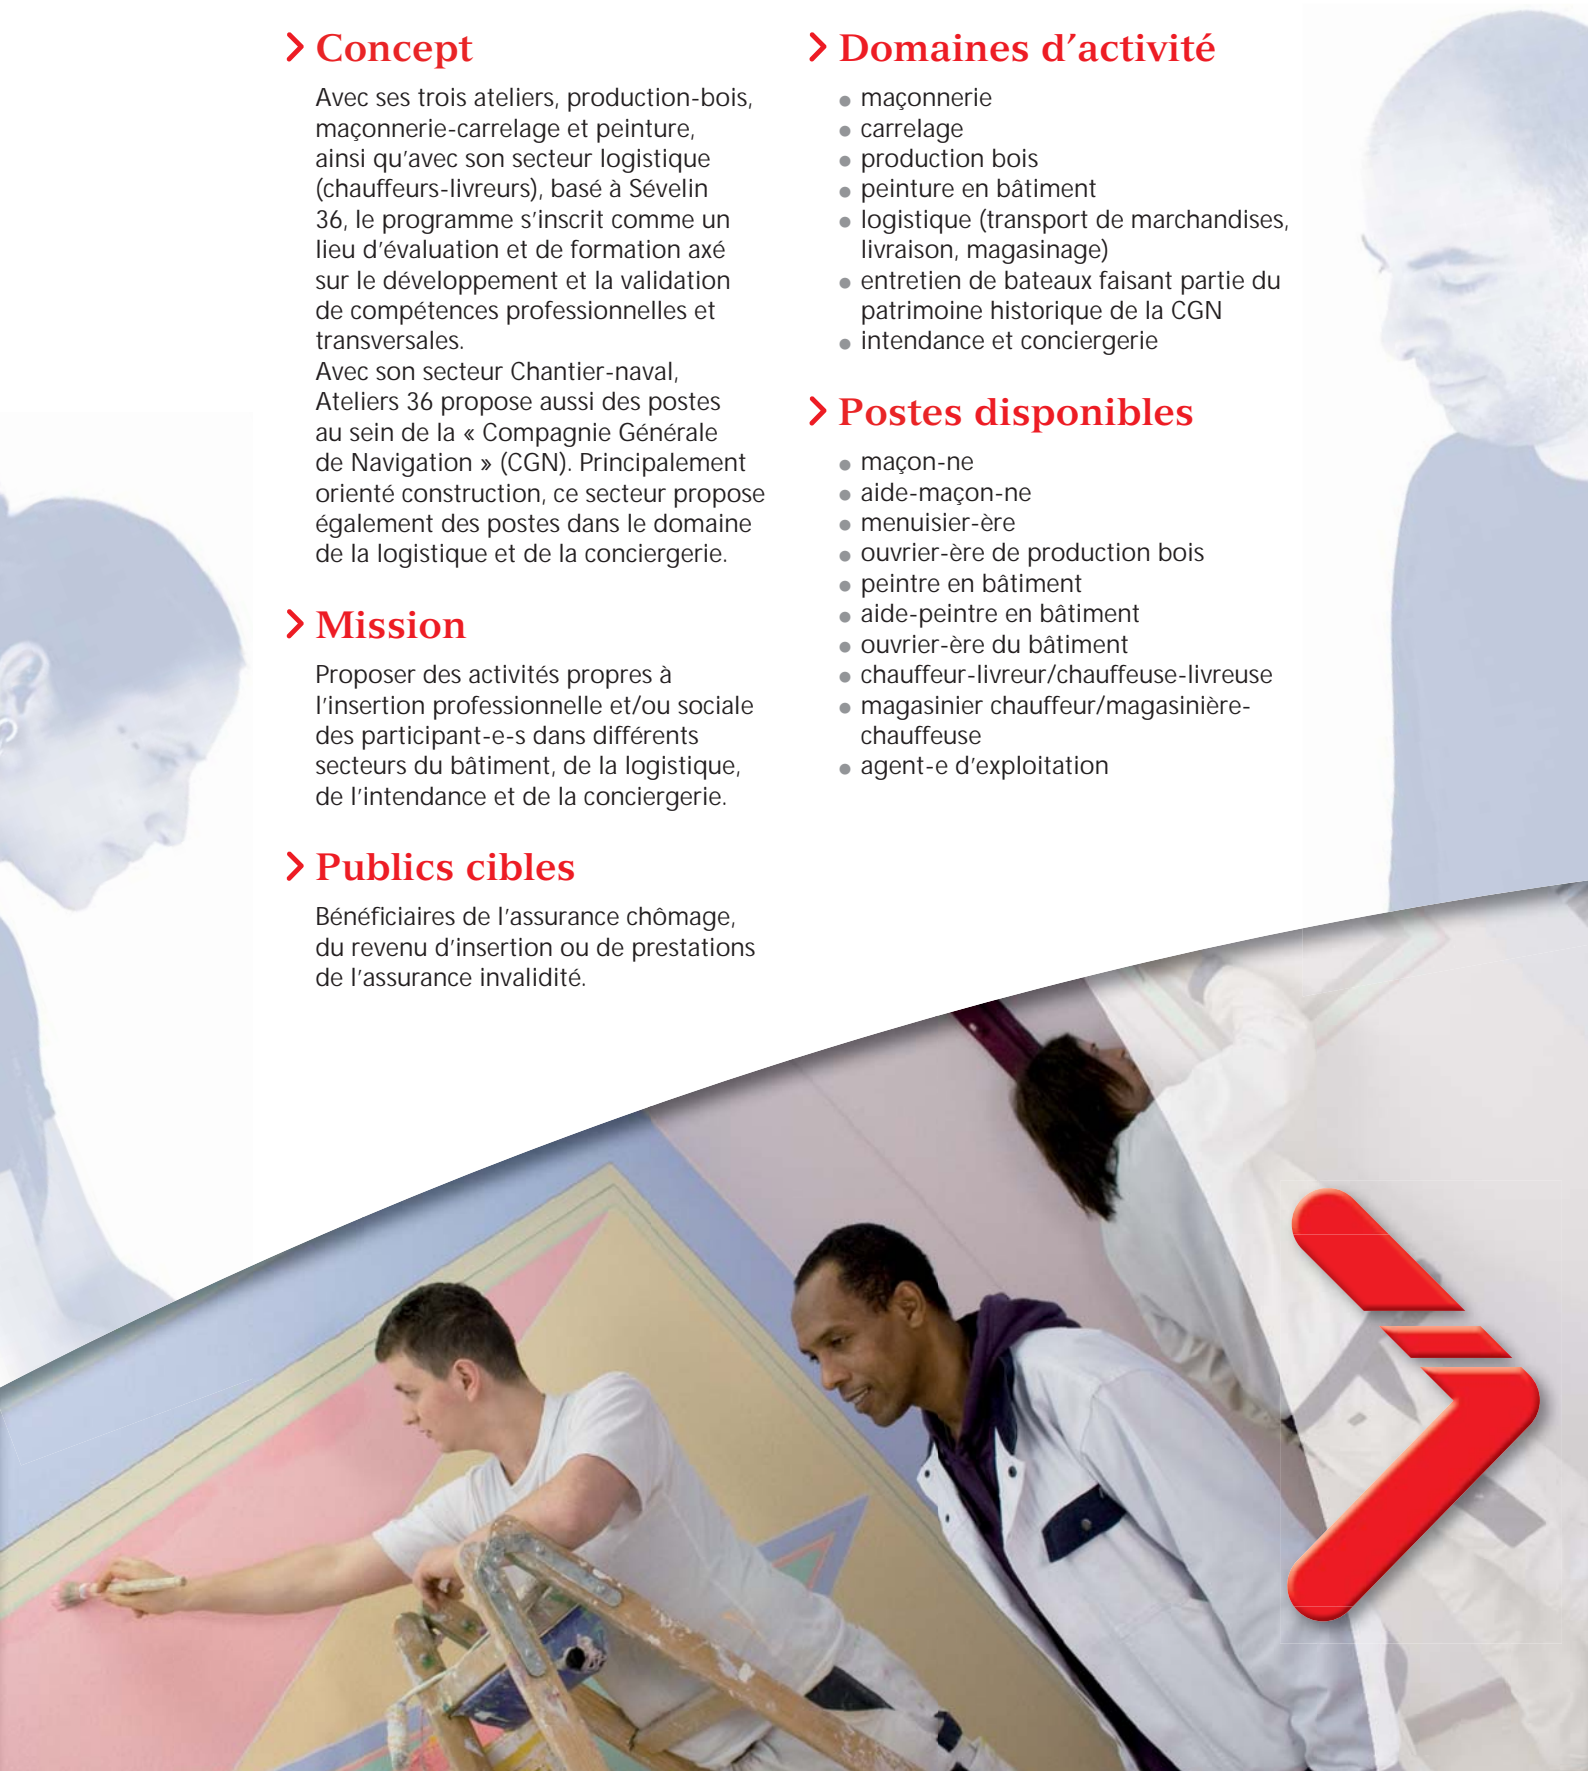 Concept
Avec ses trois ateliers, production-bois,
maçonnerie-carrelage et peinture,
ainsi qu'avec son secteur logistique
(chauffeurs-livreurs), basé à Sévelin
36, le programme s'inscrit comme un
lieu d'évaluation et de formation axé
sur le développement et la validation
de compétences professionnelles et
transversales.
Avec son secteur Chantier-naval,
Ateliers 36 propose aussi des postes
au sein de la « Compagnie Générale
de Navigation » (CGN). Principalement
orienté construction, ce secteur propose
également des postes dans le domaine
de la logistique et de la conciergerie.
Mission
Proposer des activités propres à
l'insertion professionnelle et/ou sociale
des participant-e-s dans différents
secteurs du bâtiment, de la logistique,
de l'intendance et de la conciergerie.
Publics cibles
Bénéficiaires de l'assurance chômage,
du revenu d'insertion ou de prestations
de l'assurance invalidité.
Domaines d'activité
• maçonnerie
• carrelage
• production bois
• peinture en bâtiment
• logistique (transport de marchandises,
livraison, magasinage)
• entretien de bateaux faisant partie du
patrimoine historique de la CGN
• intendance et conciergerie
Postes disponibles
• maçon-ne
• aide-maçon-ne
• menuisier-ère
• ouvrier-ère de production bois
• peintre en bâtiment
• aide-peintre en bâtiment
• ouvrier-ère du bâtiment
• chauffeur-livreur/chauffeuse-livreuse
• magasinier chauffeur/magasinière-
chauffeuse
• agent-e d'exploitation